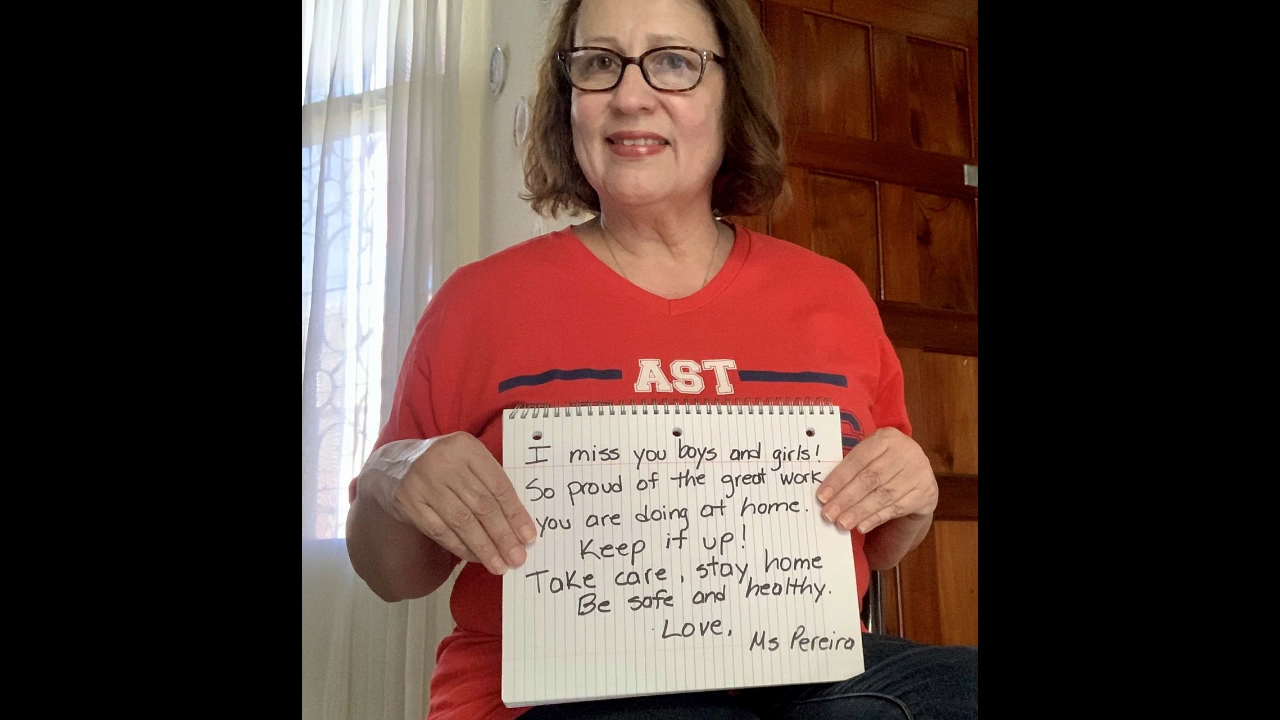 AST
I miss you boys and girls!
So proud of the great work
you are doing at home.
Keep it up!
Take care, stay home
Be safe and healthy.
Love,
Ms Pereira